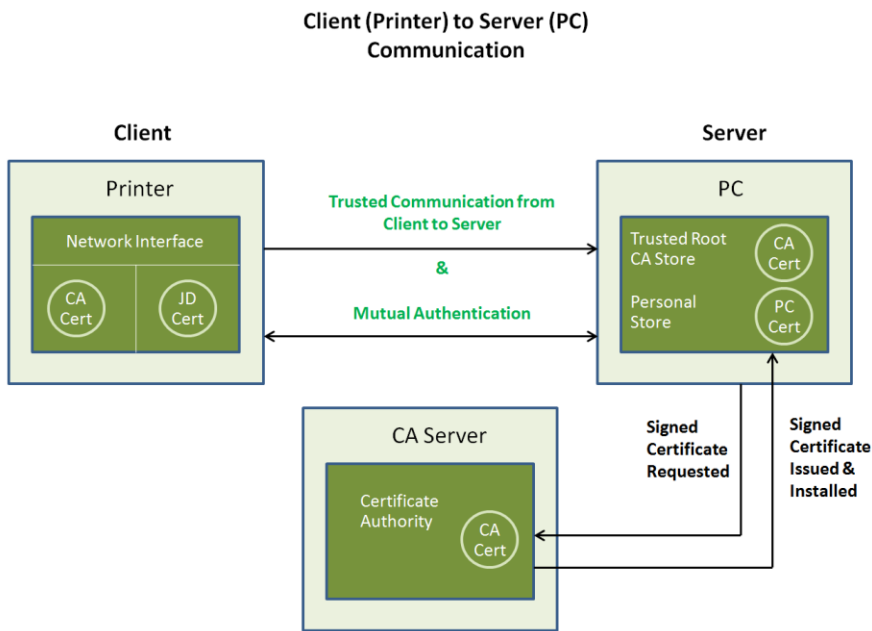 Client (Printer) to Server (PC)
Communication
Client
Server
Printer
Network Interface
CA
Cert
JD
Cert
Trusted Communication from
Client to Server
&
Mutual Authentication
PC
Trusted Root
CA Store
CA
Cert
Personal
Store
PC
Cert
CA Server
Certificate
Authority
CA
Cert
Signed
Certificate
Requested
Signed
Certificate
Issued &
Installed